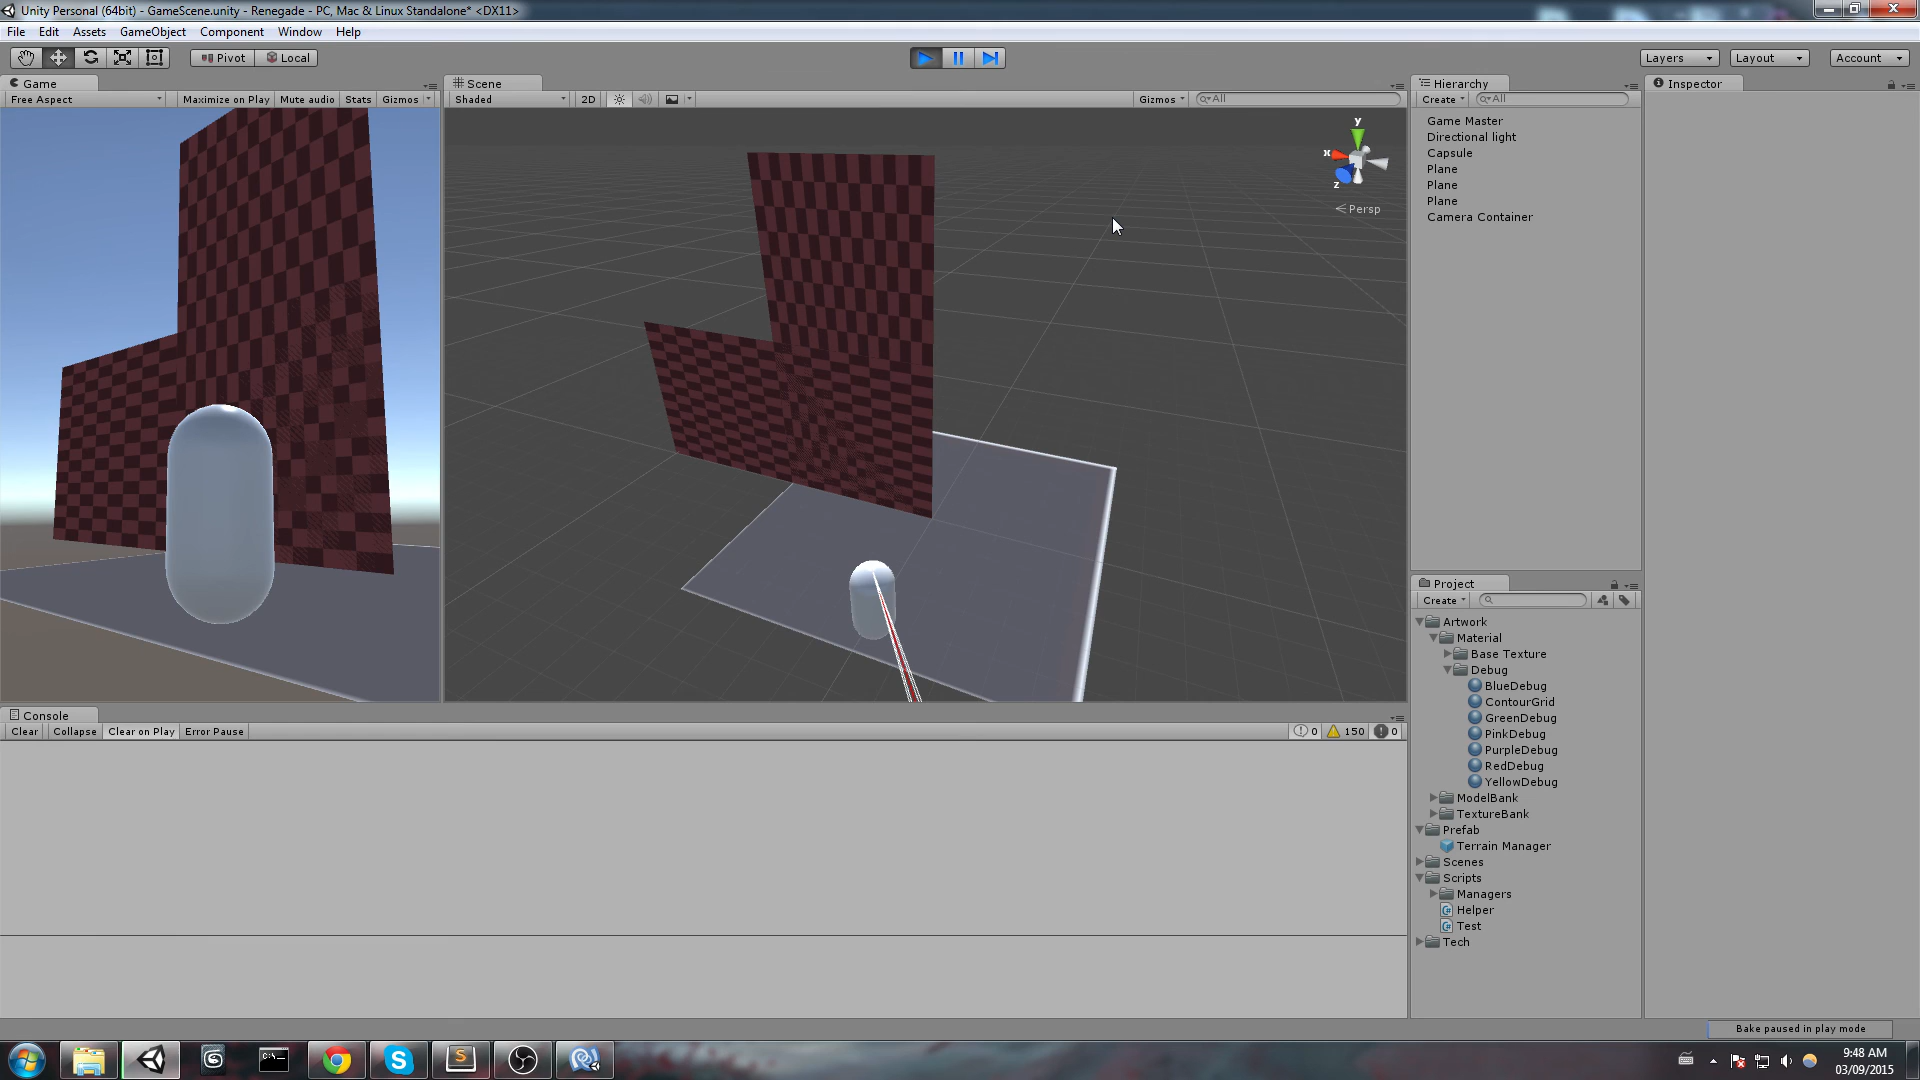 Unity Personal (64bit) - GameScene.unity - Renegade - PC, Mac & Linux Standalone* <DX11>
File Edit Assets GameObject Component Window Help
Pivot Local Layers Layout Account
Game
Free Aspect Maximize on Play Mute audio Stats Gizmos
Scene
Shaded 2D Gizmos All
y
x
z
Persp
Hierarchy
Create All
Game Master
Directional light
Capsule
Plane
Plane
Plane
Camera Container
Inspector
Project
Create
Artwork
Material
Base Texture
Debug
BlueDebug
ContourGrid
GreenDebug
PinkDebug
PurpleDebug
RedDebug
YellowDebug
ModelBank
TextureBank
Prefab
Terrain Manager
Scenes
Scripts
Managers
Helper
Test
Tech
Console
Clear Collapse Clear on Play Error Pause 0 150 0
Bake paused in play mode
9:48 AM
03/09/2015